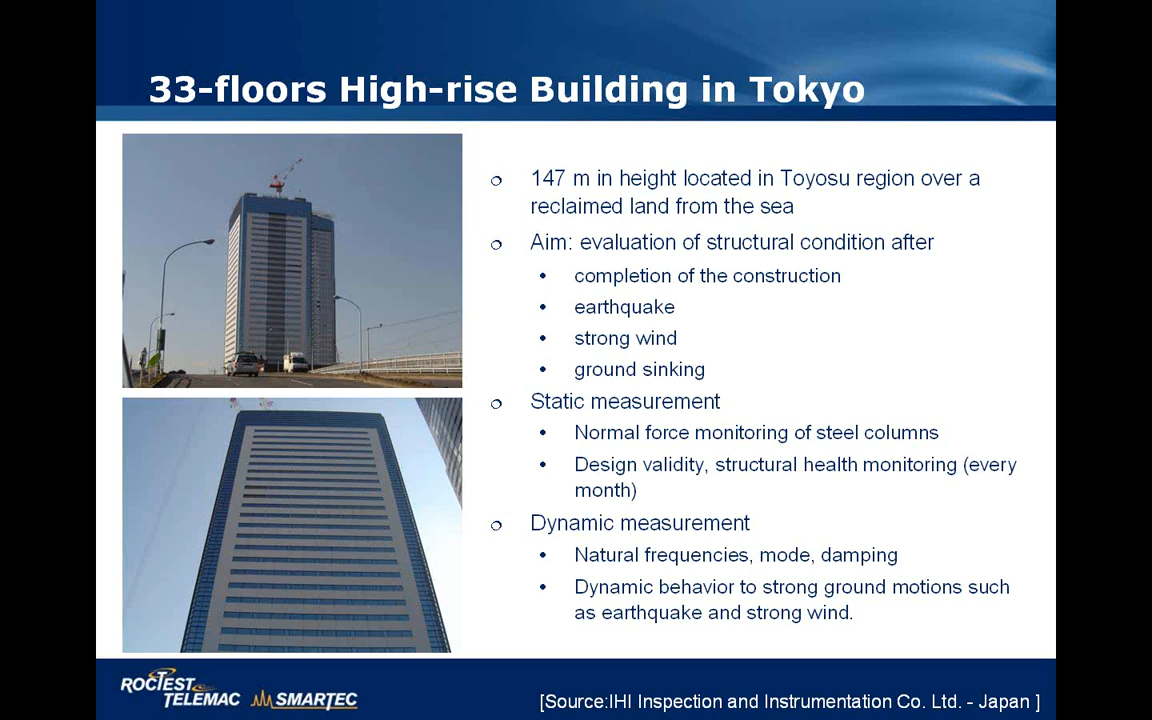 33-floors High-rise Building in Tokyo
147 m in height located in Toyosu region over a
reclaimed land from the sea
Aim: evaluation of structural condition after
completion of the construction
earthquake
strong wind
ground sinking
Static measurement
Normal force monitoring of steel columns
Design validity, structural health monitoring (every
month)
Dynamic measurement
Natural frequencies, mode, damping
Dynamic behavior to strong ground motions such
as earthquake and strong wind.
ROCTEST
TELEMAC
SMARTEC
[Source:IHI Inspection and Instrumentation Co. Ltd. - Japan ]